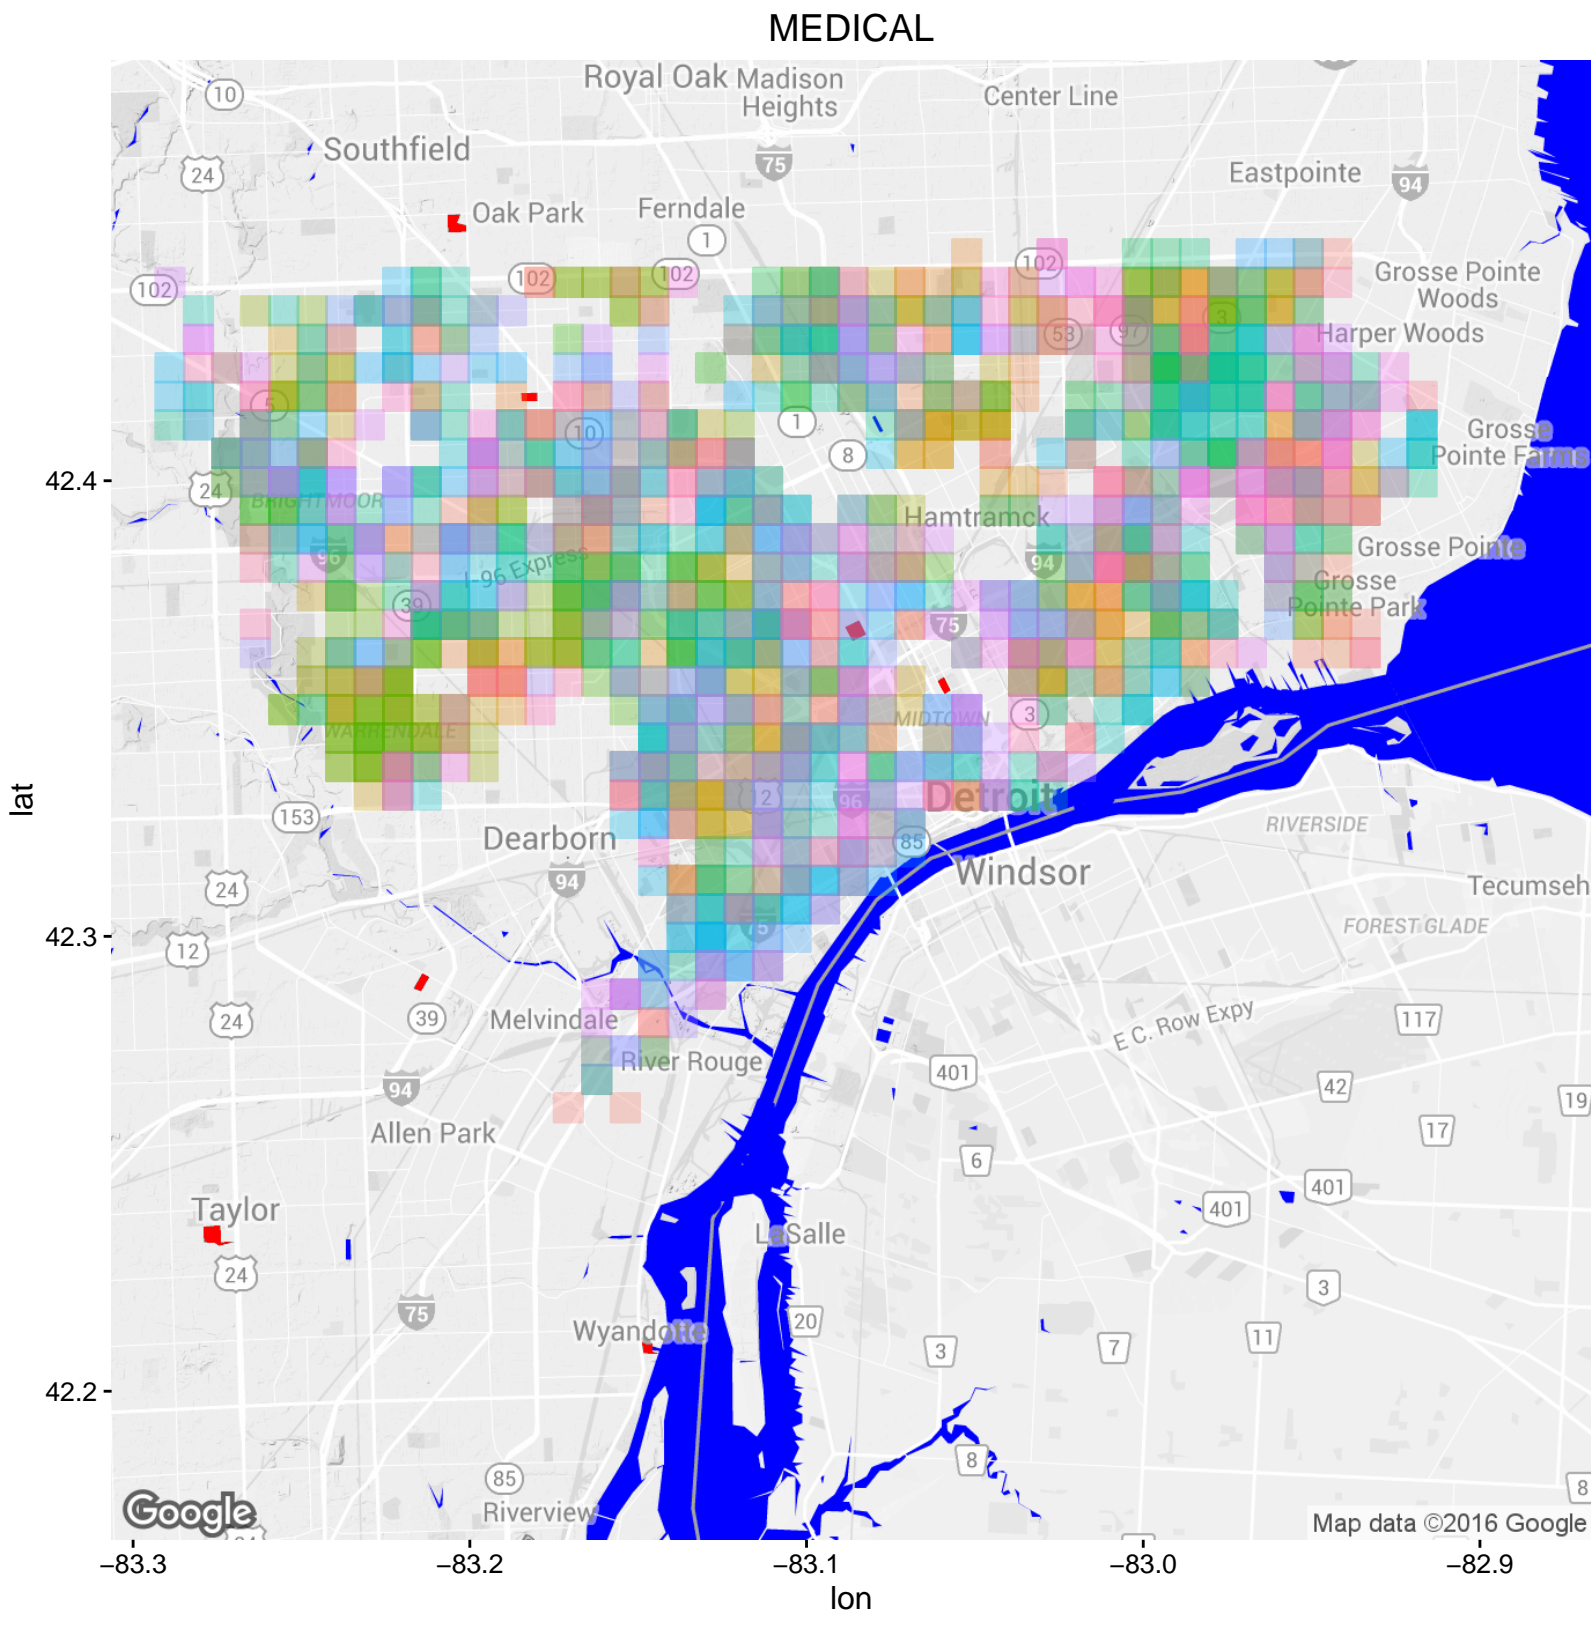 MEDICAL
Royal Oak
Madison
Heights
Center Line
10
Southfield
75
24
Eastpointe
94
Oak Park
Ferndale
1
102
102
102
102
Grosse Pointe
Woods
3
53
97
Harper Woods
5
10
1
8
Grosse
Pointe Farms
42.4
24
BRIGHTMOOR
Hamtramck
96
I-96 Express
94
Grosse Pointe
39
75
Grosse
Pointe Park
WARRENDALE
MIDTOWN
3
lat
12
96
Detroit
153
Dearborn
85
RIVERSIDE
94
Windsor
24
Tecumseh
12
42.3
75
FOREST GLADE
39
24
Melvindale
E C. Row Expy
117
River Rouge
401
94
42
19
Allen Park
17
6
Taylor
401
401
LaSalle
24
3
75
20
Wyandotte
3
7
11
42.2
8
85
8
Riverview
Google
Map data ©2016 Google
−83.3
−83.2
−83.1
−83.0
−82.9
lon